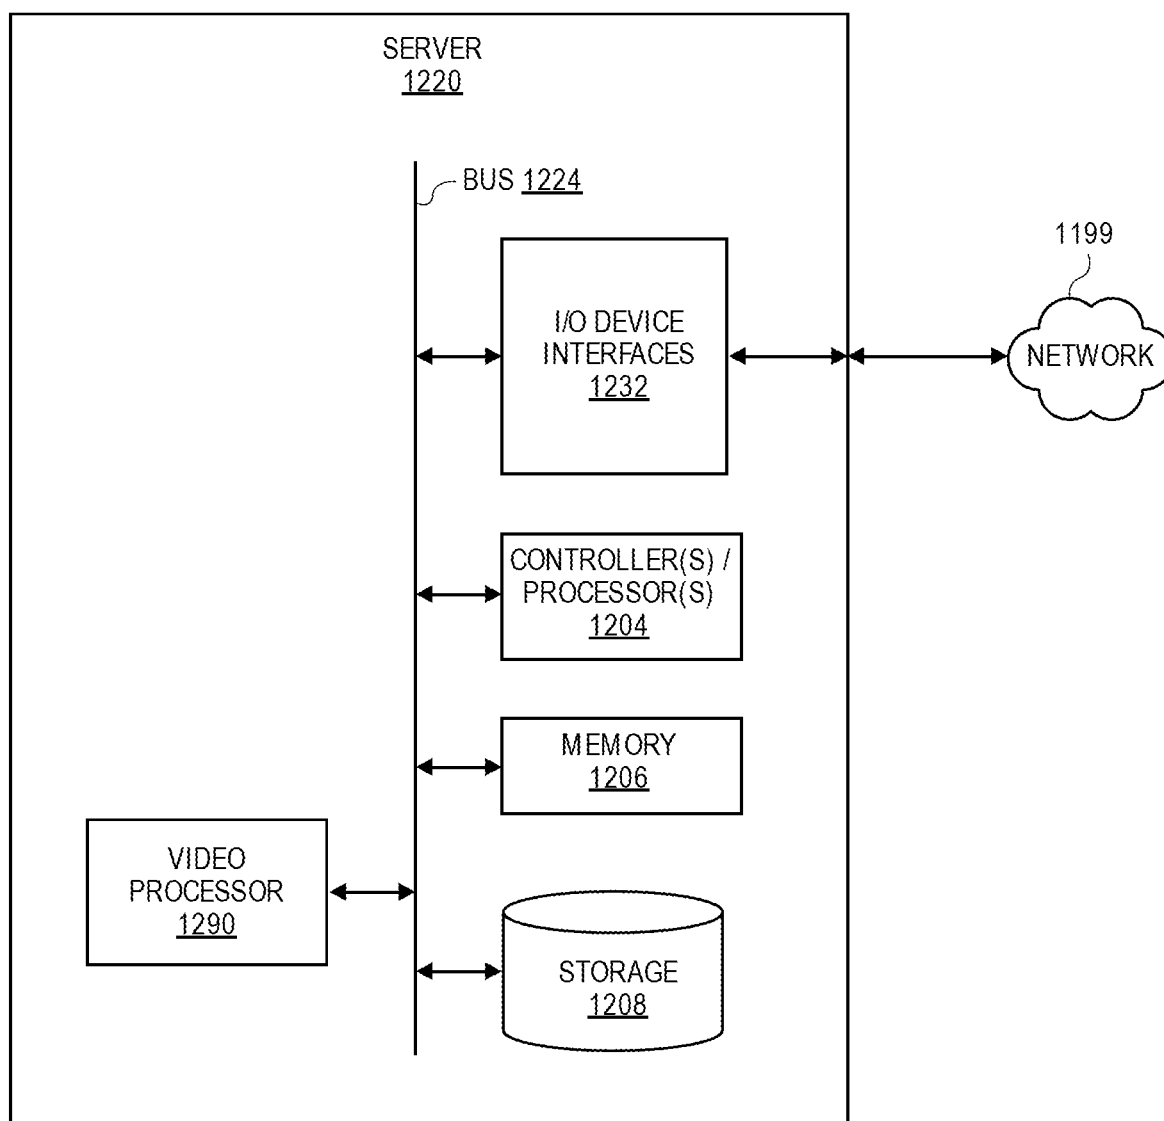 SERVER
1220
BUS 1224
1199
I/O DEVICE
INTERFACES
1232
NETWORK
CONTROLLER(S) /
PROCESSOR(S)
1204
MEMORY
1206
VIDEO
PROCESSOR
1290
STORAGE
1208